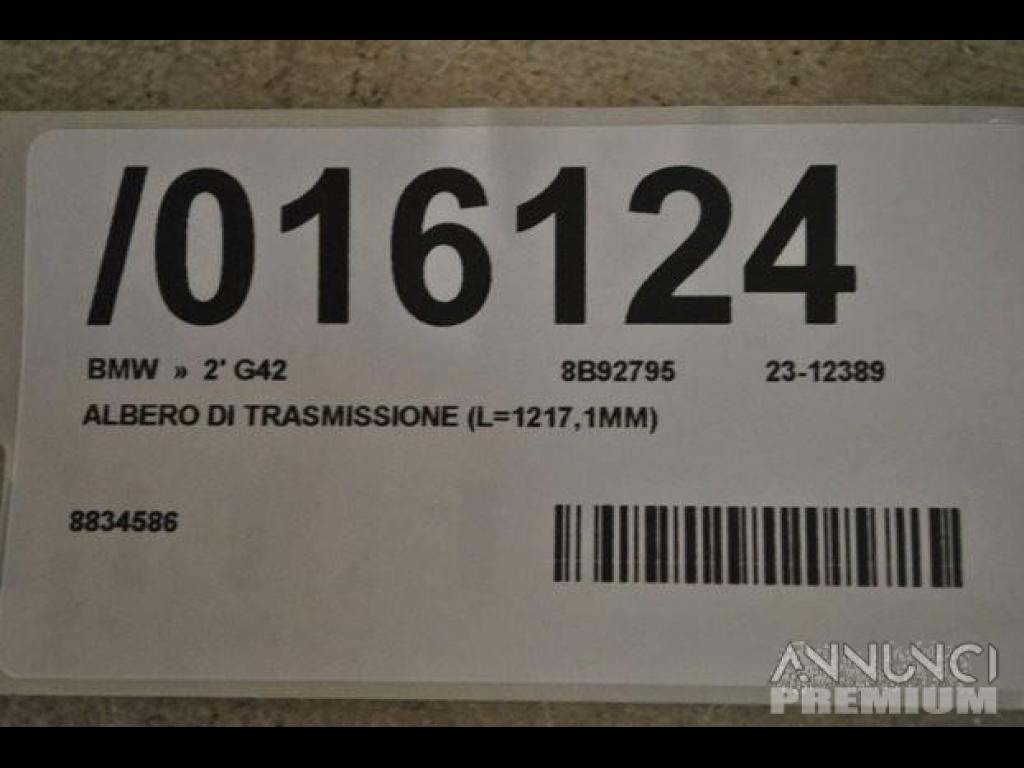 /016124
BMW » 2' G42 8B92795 23-12389
ALBERO DI TRASMISSIONE (L=1217,1MM)
8834586
ANNUNCI
PREMIUM